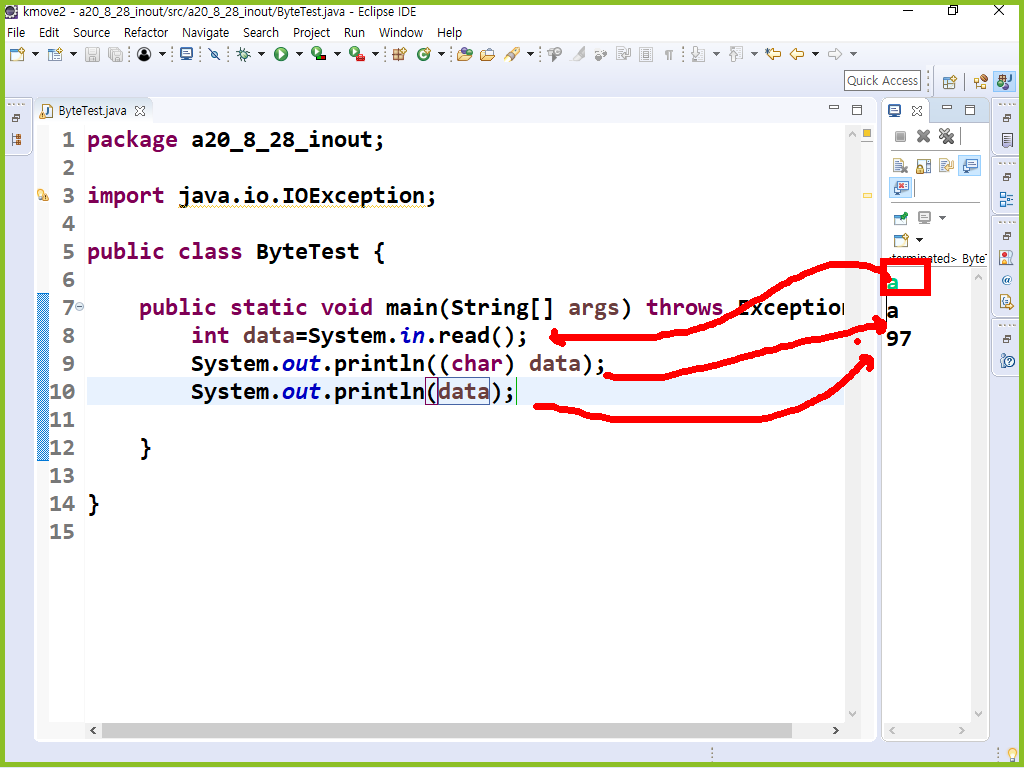 kmove2 - a20_8_28_inout/src/a20_8_28_inout/ByteTest.java - Eclipse IDE
File Edit Source Refactor Navigate Search Project Run Window Help
Quick Access
ByteTest.java
1 package a20_8_28_inout;
2
3 import java.io.IOException;
4
5 public class ByteTest {
6
7 public static void main(String[] args) throws Exception
8 int data=System.in.read();
9 System.out.println((char) data);
10 System.out.println(data);
11
12 }
13
14 }
15
<terminated> ByteT
a
a
97